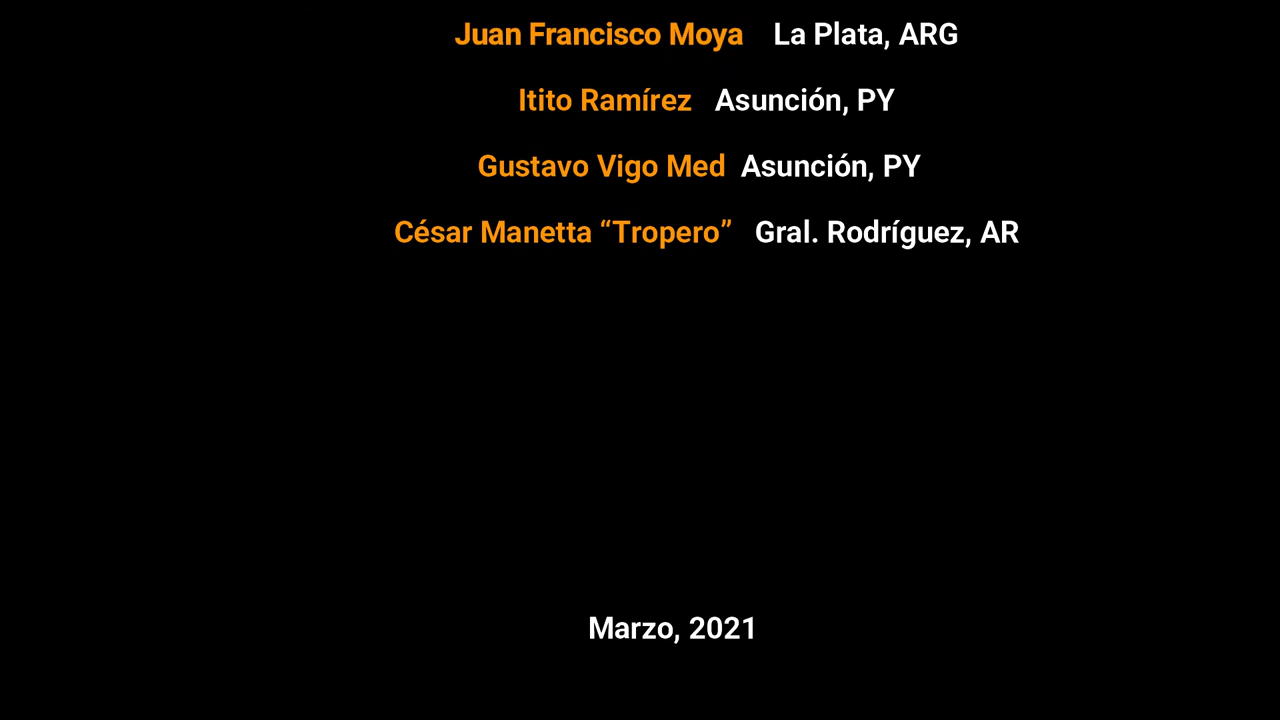 Juan Francisco Moya La Plata, ARG
Itito Ramírez Asunción, PY
Gustavo Vigo Med Asunción, PY
César Manetta “Tropero” Gral. Rodríguez, AR
Marzo, 2021